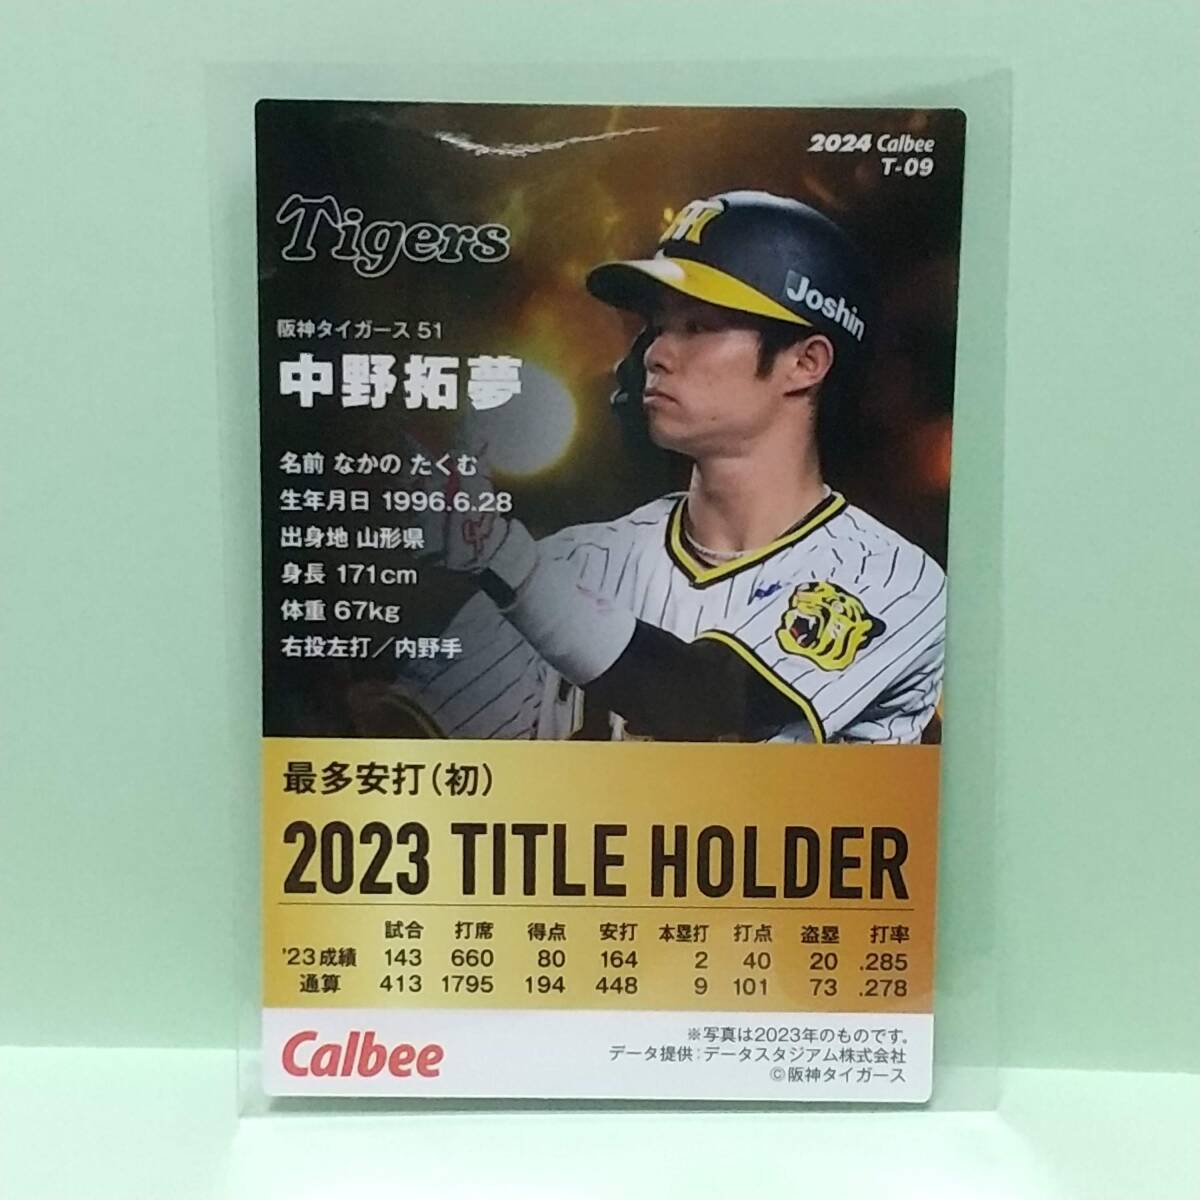 2024 Calbee
T-09
Tigers
Joshin
阪神タイガース 51
中野拓夢
名前 なかの たくむ
生年月日 1996.6.28
出身地 山形県
身長 171cm
体重 67kg
右投左打／内野手
最多安打(初)
2023 TITLE HOLDER
試合 打席 得点 安打 本塁打 打点 盗塁 打率
'23成績 143 660 80 164 2 40 20 .285
通算 413 1795 194 448 9 101 73 .278
Calbee
※写真は2023年のものです。
データ提供：データスタジアム株式会社
©阪神タイガース